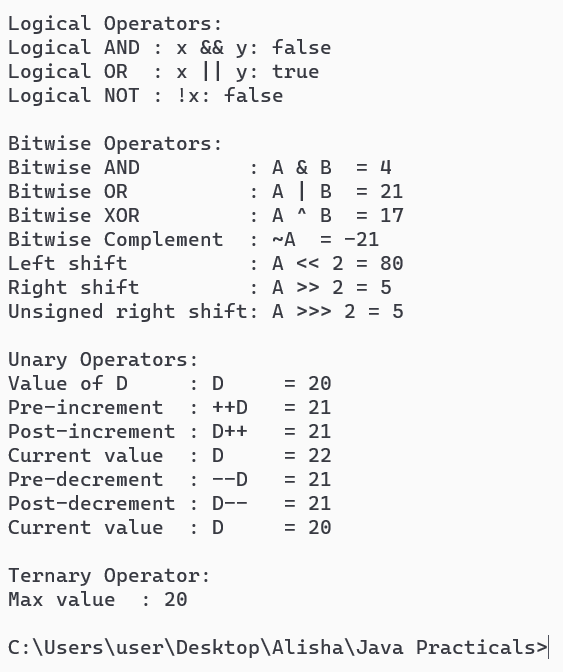 Logical Operators:
Logical AND : x && y: false
Logical OR  : x || y: true
Logical NOT : !x: false

Bitwise Operators:
Bitwise AND         : A & B  = 4
Bitwise OR          : A | B  = 21
Bitwise XOR         : A ^ B  = 17
Bitwise Complement  : ~A  = -21
Left shift          : A << 2 = 80
Right shift         : A >> 2 = 5
Unsigned right shift: A >>> 2 = 5

Unary Operators:
Value of D     : D     = 20
Pre-increment  : ++D   = 21
Post-increment : D++   = 21
Current value  : D     = 22
Pre-decrement  : --D   = 21
Post-decrement : D--   = 21
Current value  : D     = 20

Ternary Operator:
Max value  : 20

C:\Users\user\Desktop\Alisha\Java Practicals>